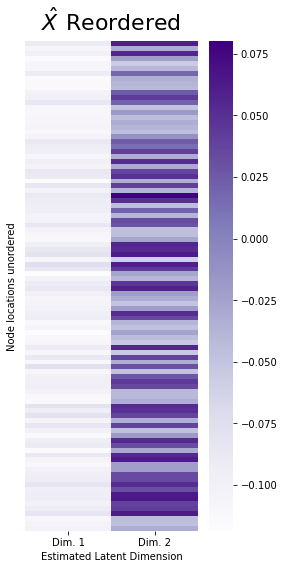 X̂ Reordered
0.075
0.050
0.025
0.000
−0.025
−0.050
−0.075
−0.100
Node locations unordered
Dim. 1
Dim. 2
Estimated Latent Dimension